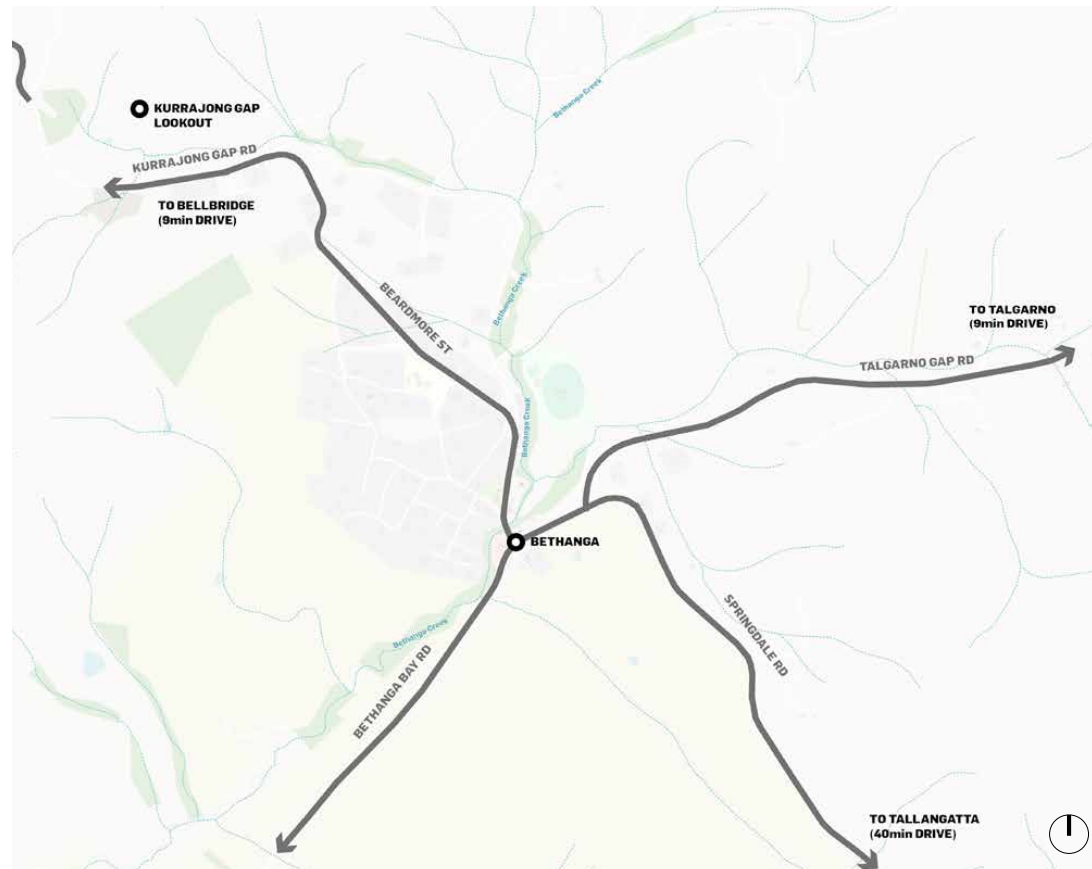 Bethanga Creek
KURRAJONG GAP
LOOKOUT
KURRAJONG GAP RD
TO BELLBRIDGE
(9min DRIVE)
Bethanga Creek
BEARDMORE ST
TO TALGARNO
(9min DRIVE)
TALGARNO GAP RD
Bethanga Creek
BETHANGA
SPRINGDALE RD
Bethanga Creek
BETHANGA BAY RD
TO TALLANGATTA
(40min DRIVE)